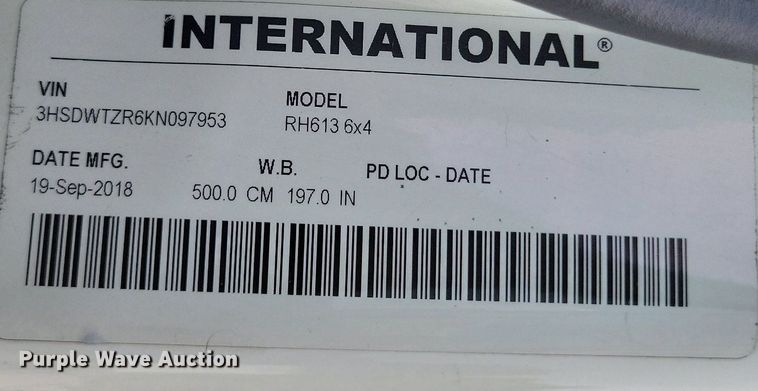 INTERNATIONAL®
VIN MODEL
3HSDWTZR6KN097953 RH613 6x4
DATE MFG. W.B. PD LOC - DATE
19-Sep-2018 500.0 CM 197.0 IN
Purple Wave Auction